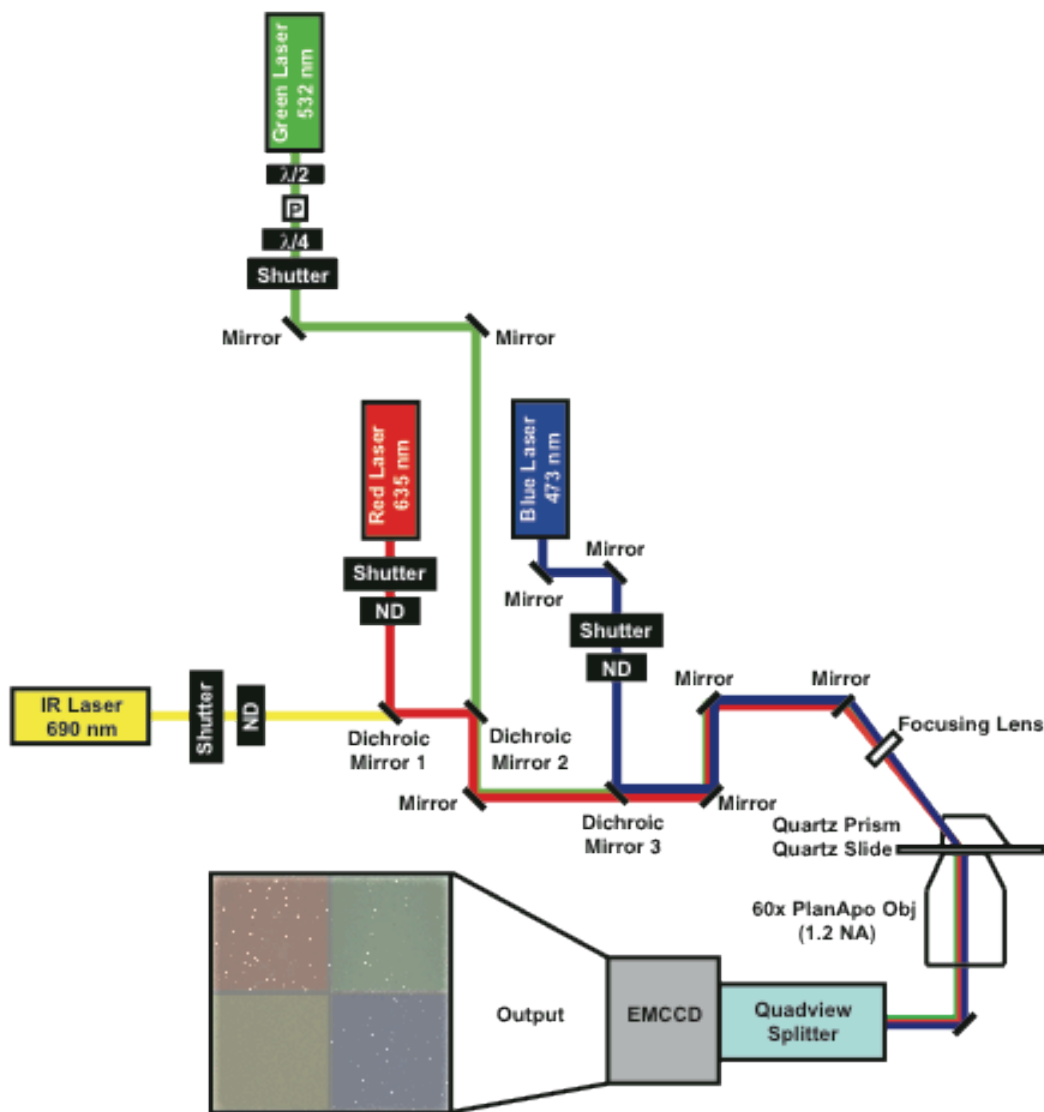 Green Laser
532 nm
λ/2
P
λ/4
Shutter
Mirror
Mirror
Red Laser
635 nm
Blue Laser
473 nm
Mirror
Mirror
Shutter
ND
Shutter
ND
IR Laser
690 nm
Shutter
ND
Dichroic
Mirror 1
Dichroic
Mirror 2
Mirror
Dichroic
Mirror 3
Mirror
Mirror
Mirror
Focusing Lens
Quartz Prism
Quartz Slide
60x PlanApo Obj
(1.2 NA)
Output
EMCCD
Quadview
Splitter